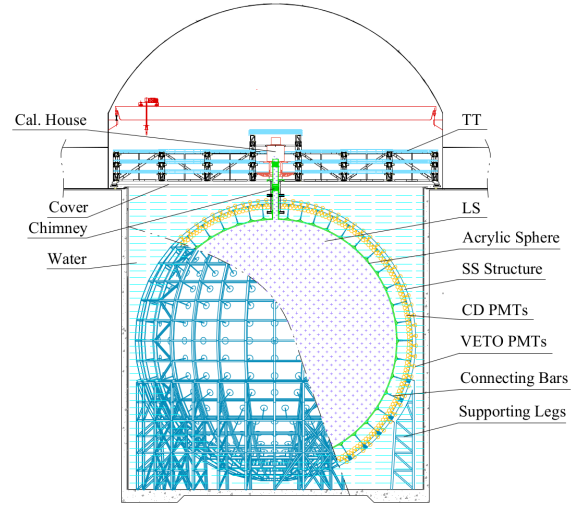 Cal. House
TT
Cover
Chimney
Water
LS
Acrylic Sphere
SS Structure
CD PMTs
VETO PMTs
Connecting Bars
Supporting Legs